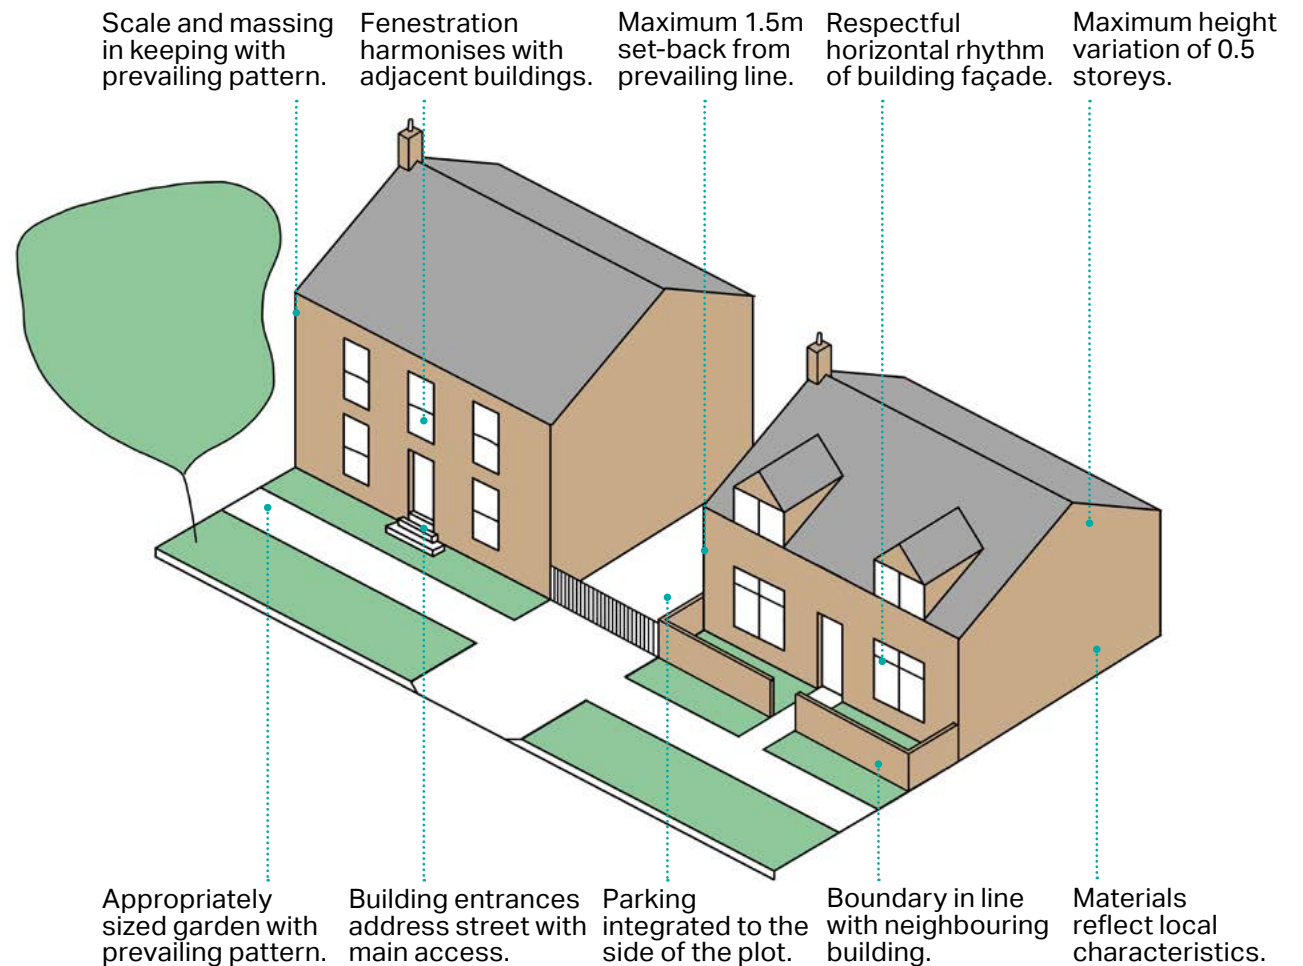 Scale and massing
in keeping with
prevailing pattern.
Fenestration
harmonises with
adjacent buildings.
Maximum 1.5m
set-back from
prevailing line.
Respectful
horizontal rhythm
of building façade.
Maximum height
variation of 0.5
storeys.
Appropriately
sized garden with
prevailing pattern.
Building entrances
address street with
main access.
Parking
integrated to the
side of the plot.
Boundary in line
with neighbouring
building.
Materials
reflect local
characteristics.